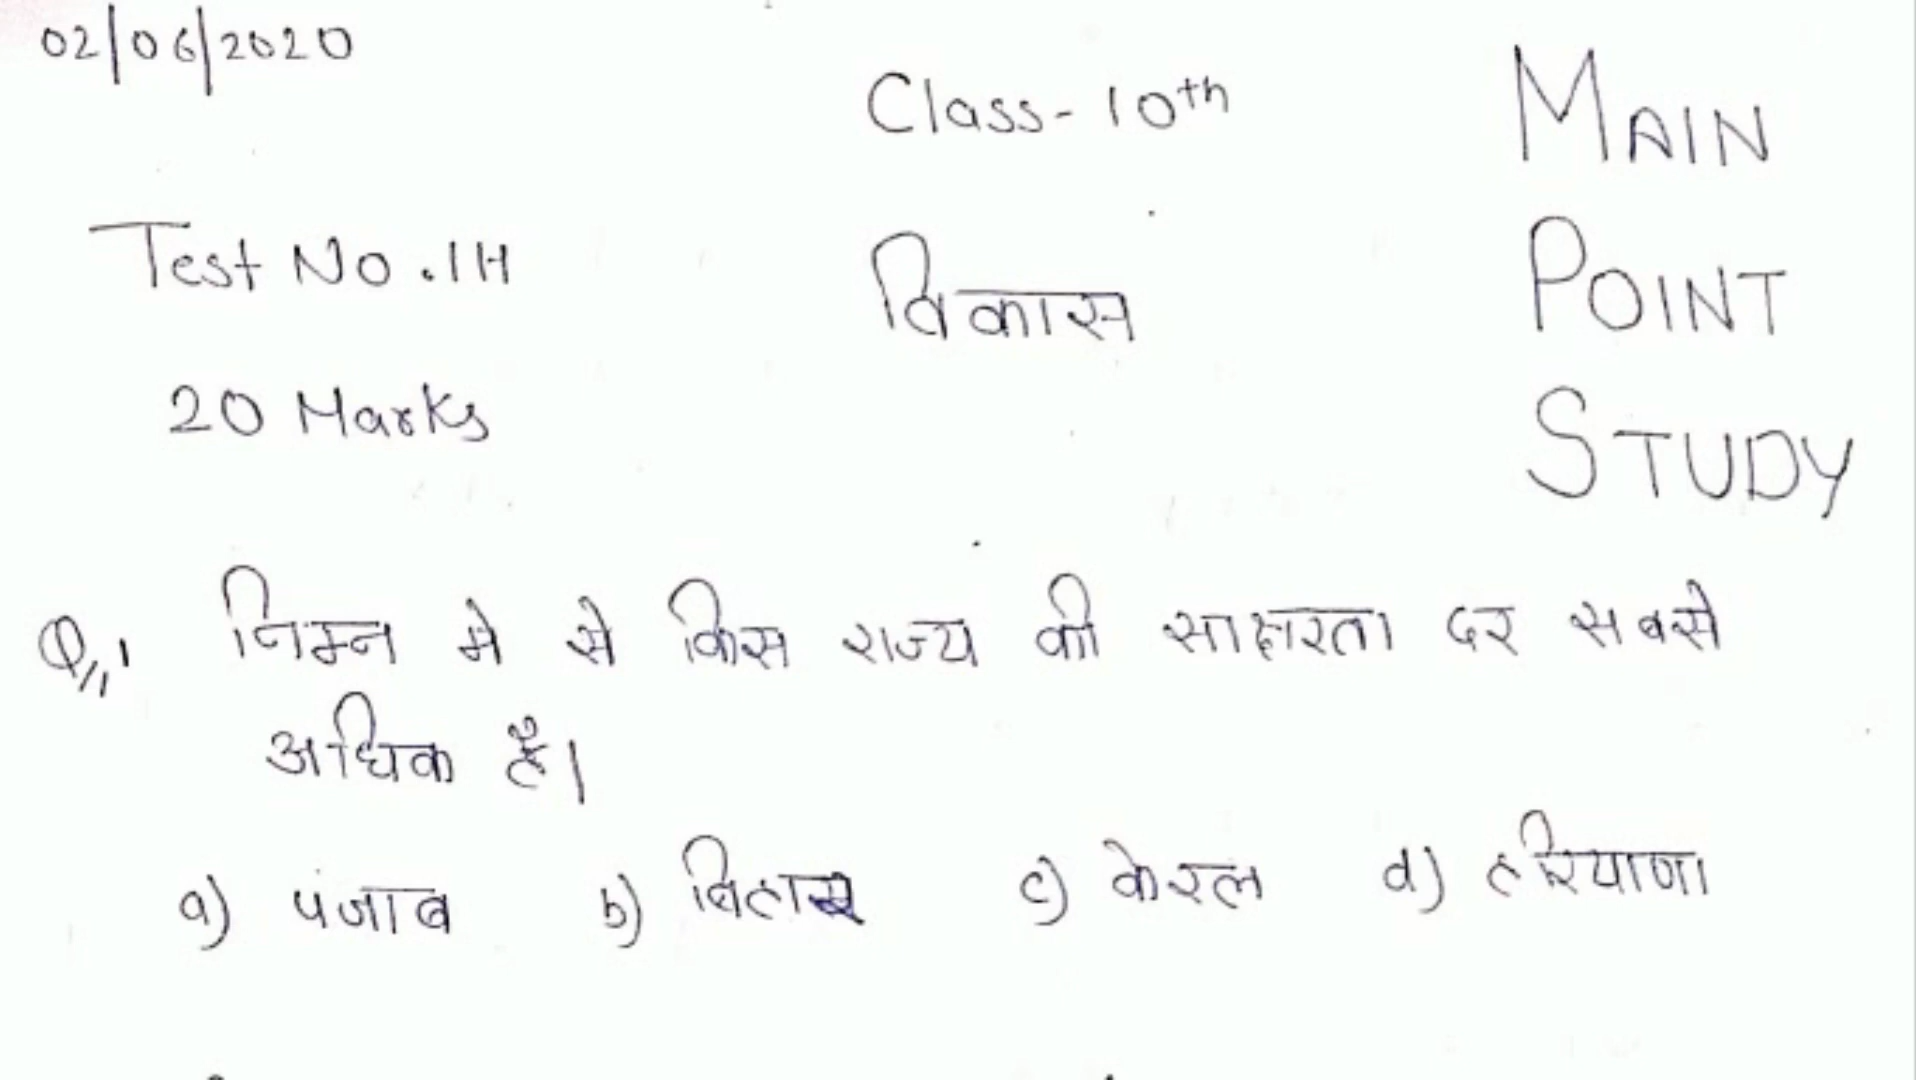 02/06/2020
Class-10th
MAIN
POINT
STUDY
Test No.1H
विकास
20 Marks
Q,,1 निम्न मे से किस राज्य की साक्षरता दर सबसे
अधिक है।
a) पंजाब b) बिहार c) केरल d) हरियाणा